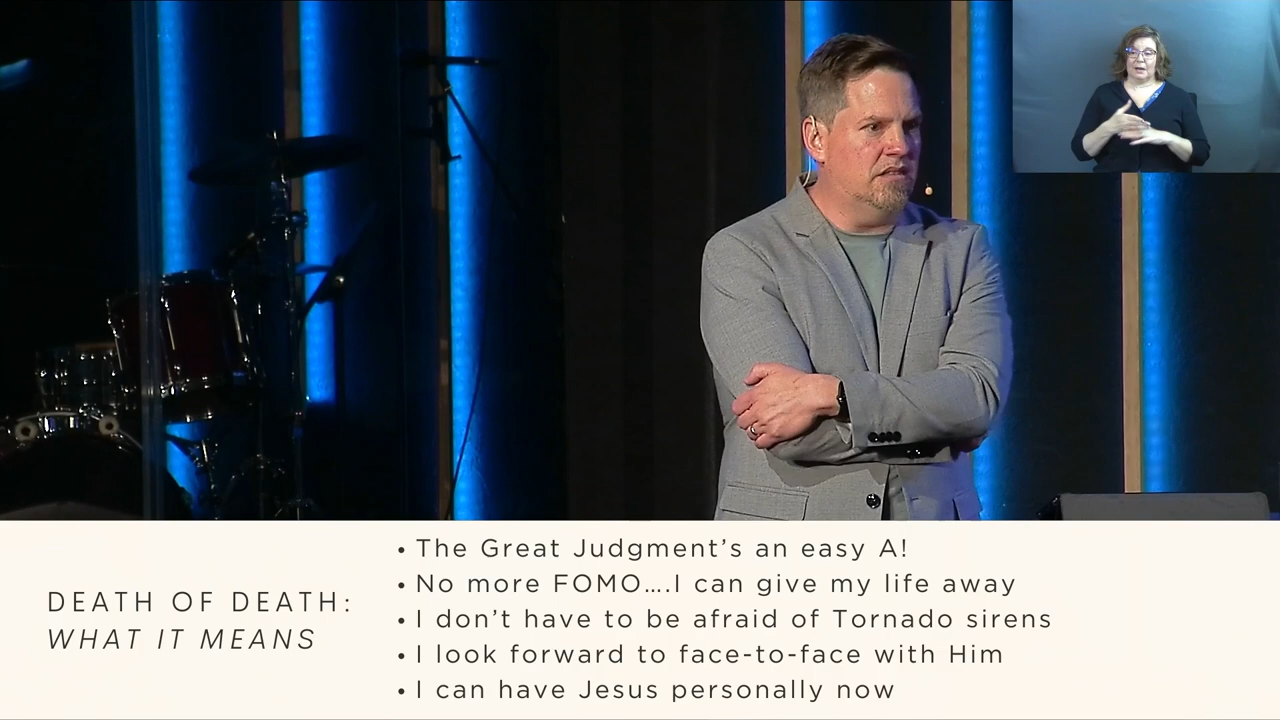 DEATH OF DEATH:
WHAT IT MEANS
• The Great Judgment’s an easy A!
• No more FOMO....I can give my life away
• I don’t have to be afraid of Tornado sirens
• I look forward to face-to-face with Him
• I can have Jesus personally now